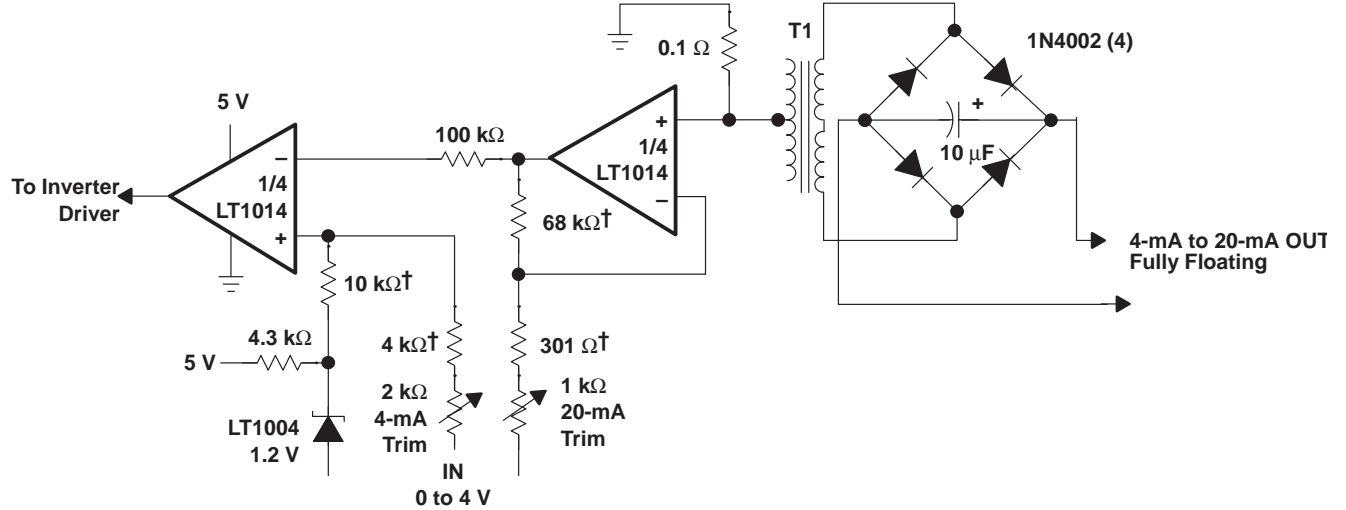 T1
0.1 Ω
1N4002 (4)
5 V
100 kΩ
+
1/4
LT1014
−
+
10 μF
−
1/4
LT1014
+
To Inverter
Driver
68 kΩ†
4-mA to 20-mA OUT
Fully Floating
10 kΩ†
4.3 kΩ
5 V
4 kΩ†
301 Ω†
2 kΩ
4-mA
Trim
1 kΩ
20-mA
Trim
LT1004
1.2 V
IN
0 to 4 V